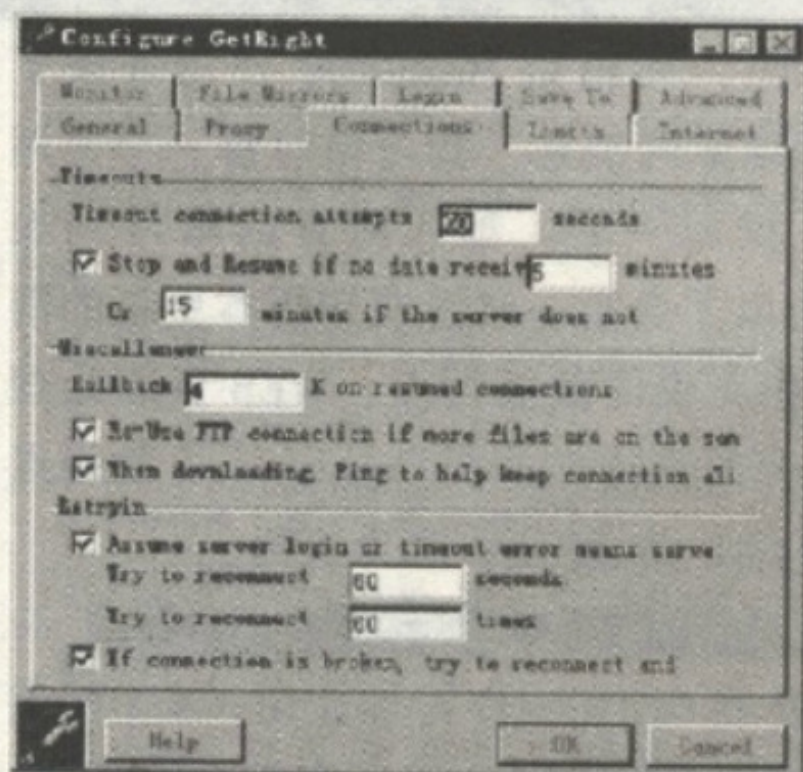 Configure GetRight
Monitor File Mirrors Login Save To Advanced
General Proxy Connections Limits Internet
Timeouts
Timeout connection attempts 20 seconds
Stop and Resume if no data receiv 5 minutes
Or 15 minutes if the server does not
Miscellaneor
Rollback 4 K on resumed connections
Re-Use FTP connection if more files are on the sam
When downloading, Ping to help keep connection ali
Retryin
Assume server login or timeout error means serve
Try to reconnect 60 seconds
Try to reconnect 60 times
If connection is broken, try to reconnect and
Help OK Cancel